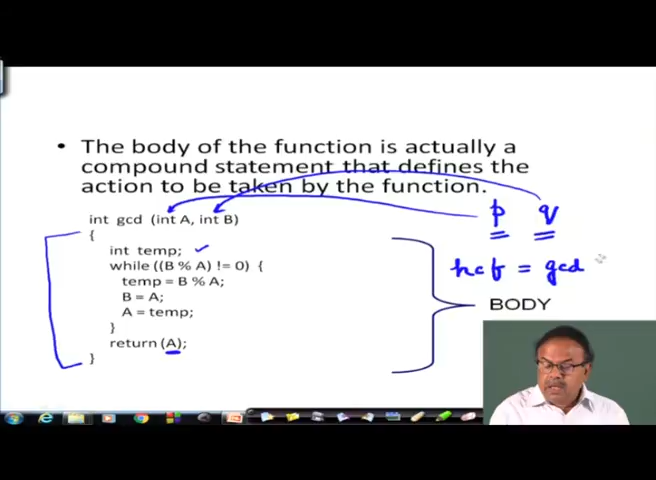 • The body of the function is actually a
compound statement that defines the
action to be taken by the function.
int gcd (int A, int B)
{
int temp;
while ((B % A) != 0) {
temp = B % A;
B = A;
A = temp;
}
return (A);
}
p q
hcf = gcd
BODY